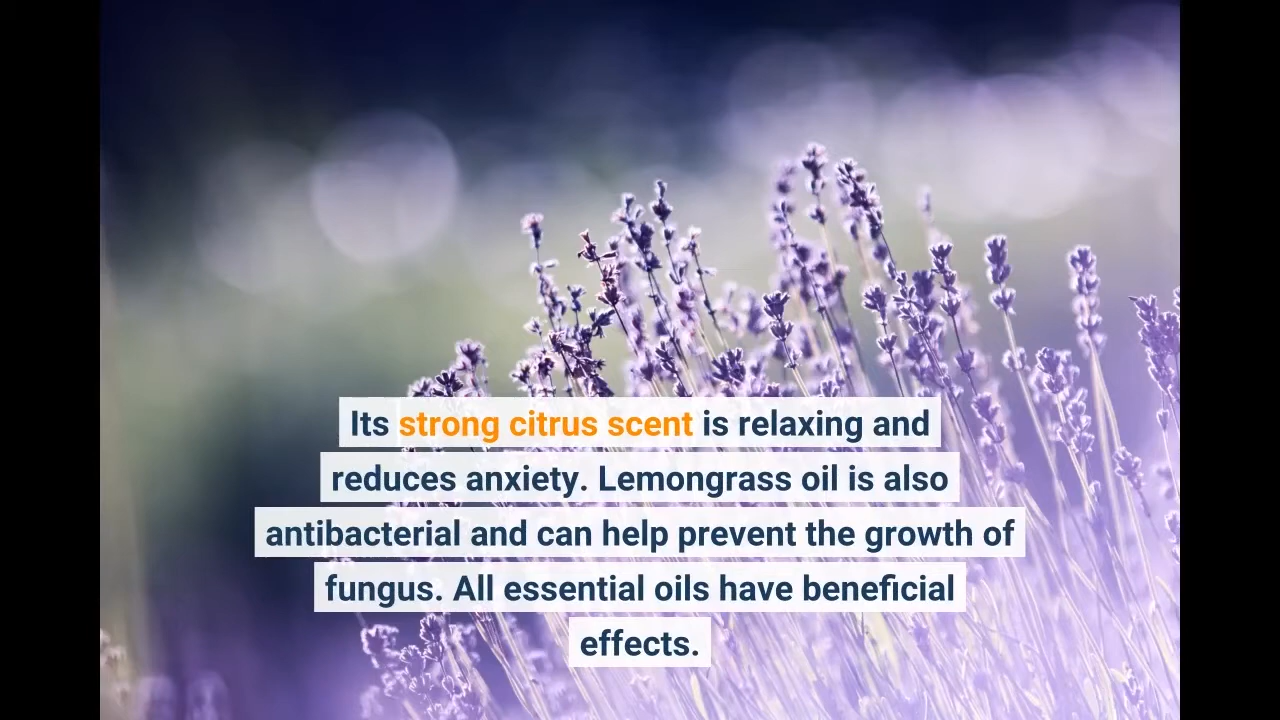 Its strong citrus scent is relaxing and
reduces anxiety. Lemongrass oil is also
antibacterial and can help prevent the growth of
fungus. All essential oils have beneficial
effects.